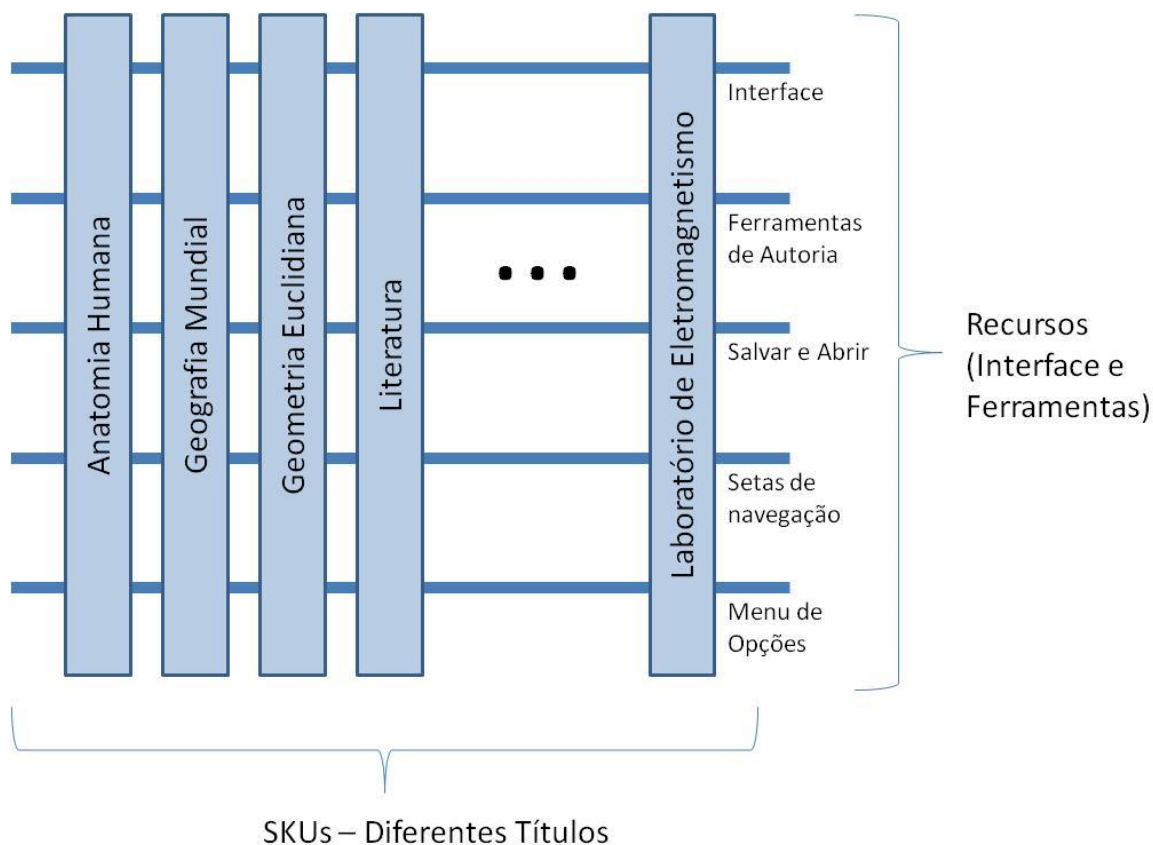 Anatomia Humana
Geografia Mundial
Geometria Euclidiana
Literatura
...
Laboratório de Eletromagnetismo
Interface
Ferramentas
de Autoria
Salvar e Abrir
Setas de
navegação
Menu de
Opções
Recursos
(Interface e
Ferramentas)
SKUs – Diferentes Títulos